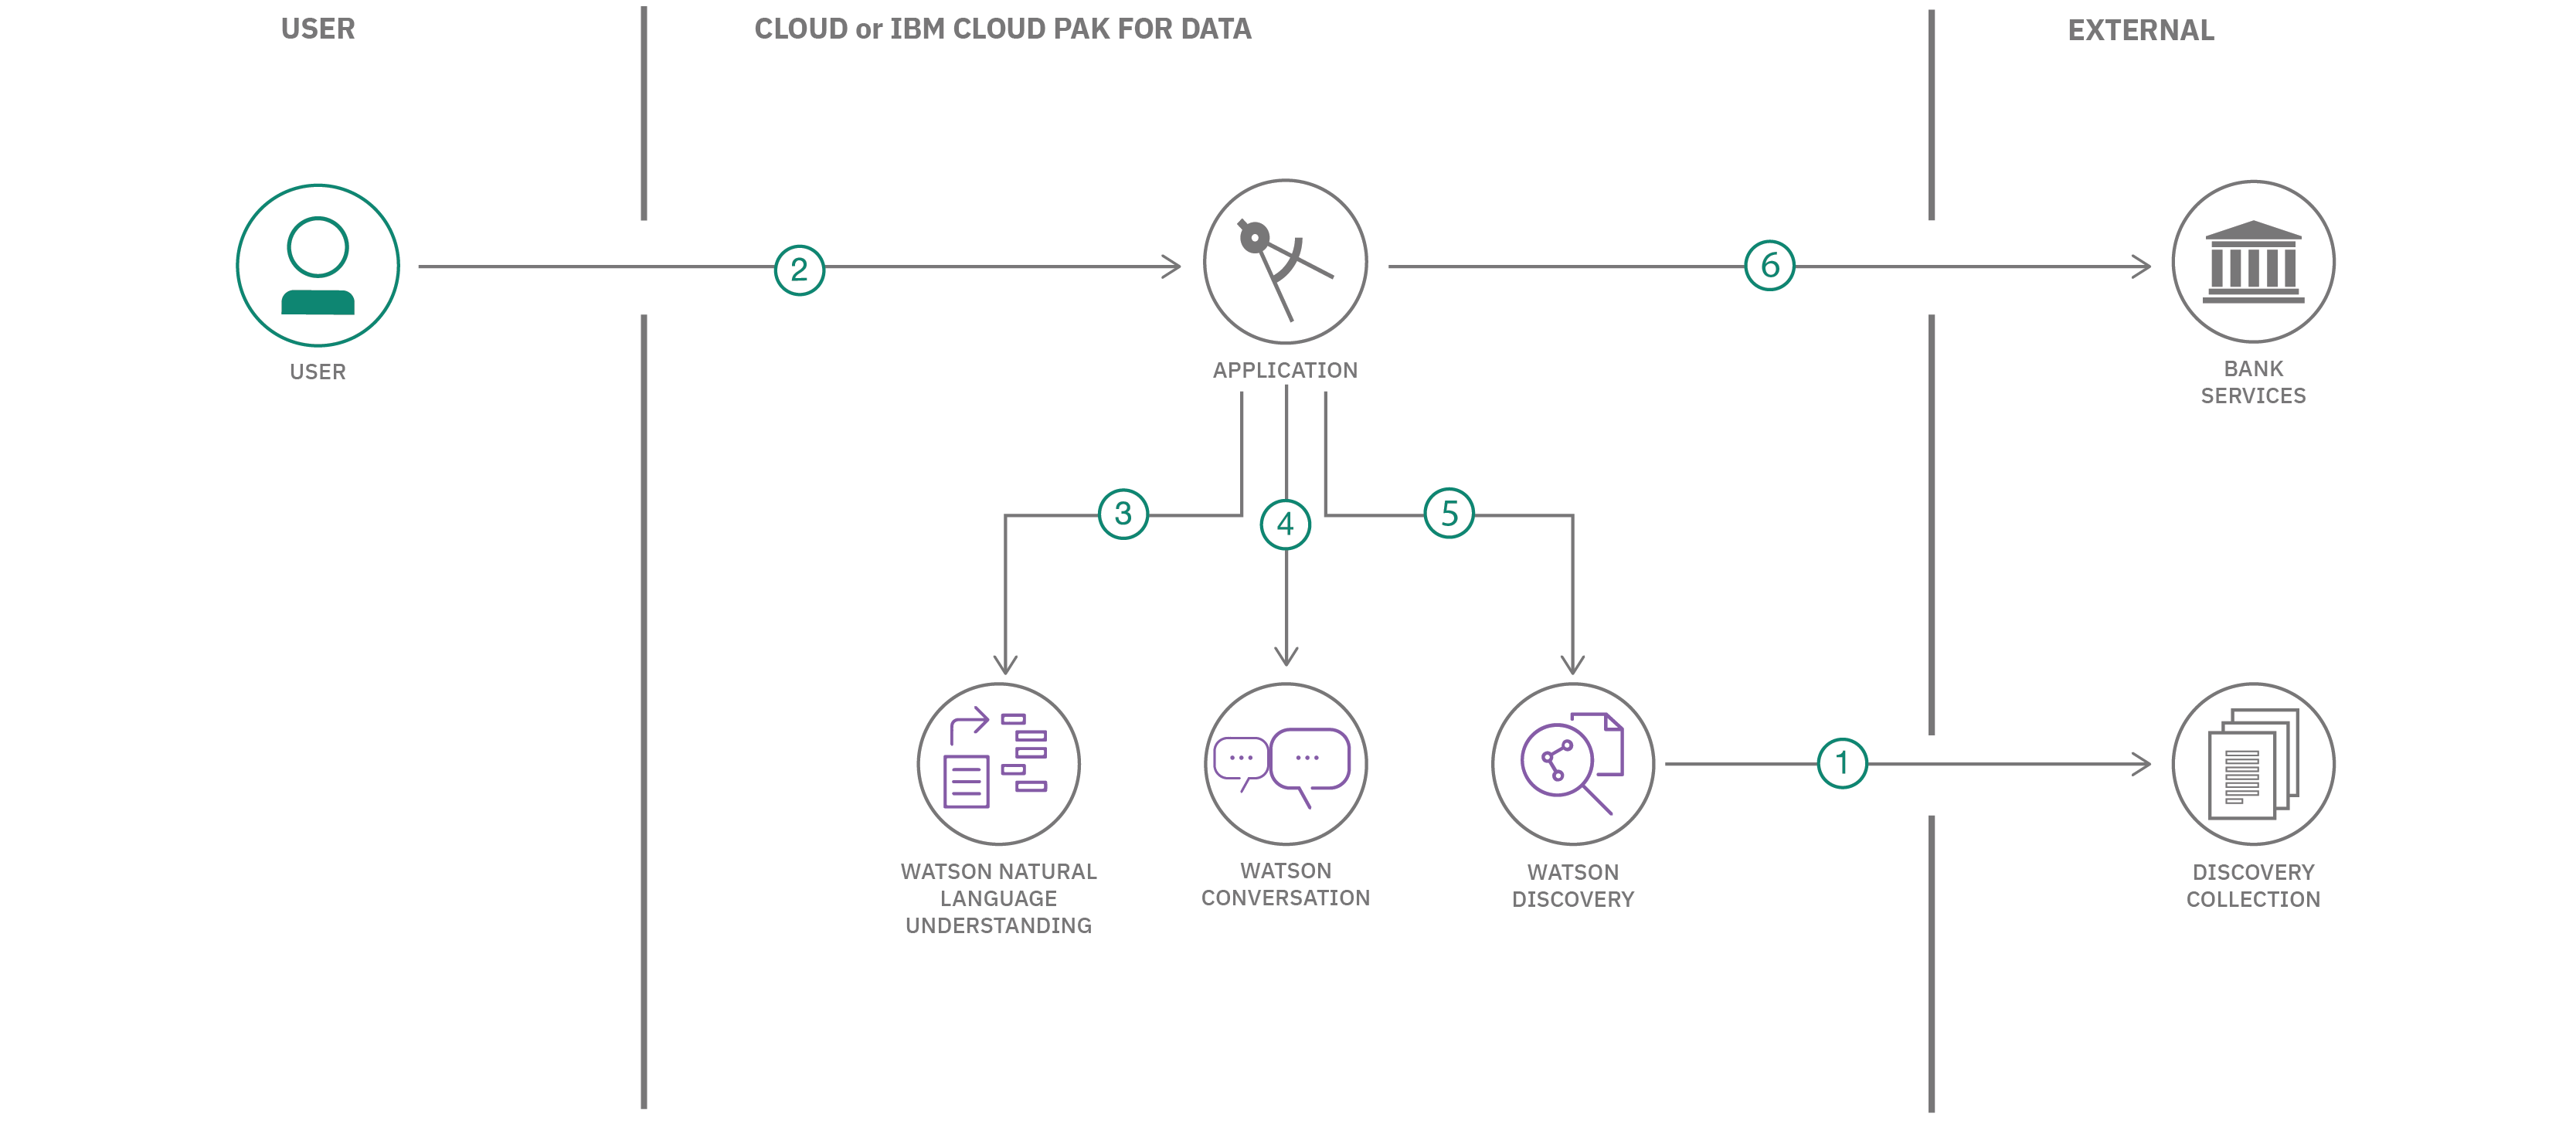 USER
CLOUD or IBM CLOUD PAK FOR DATA
EXTERNAL
2
6
USER
APPLICATION
BANK
SERVICES
3
4
5
1
WATSON NATURAL
LANGUAGE
UNDERSTANDING
WATSON
CONVERSATION
WATSON
DISCOVERY
DISCOVERY
COLLECTION